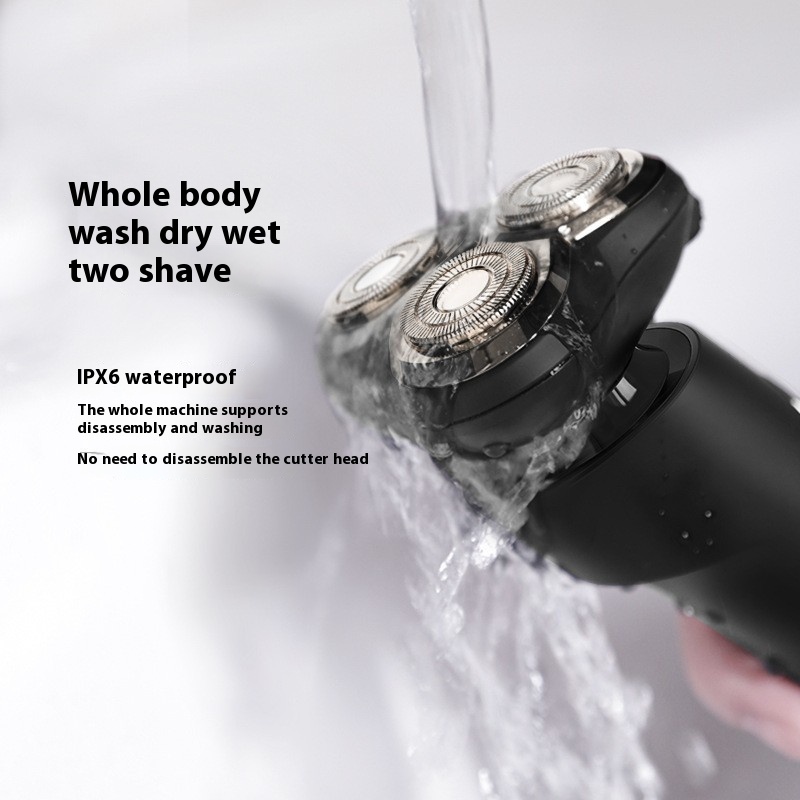 Whole body
wash dry wet
two shave
IPX6 waterproof
The whole machine supports
disassembly and washing
No need to disassemble the cutter head